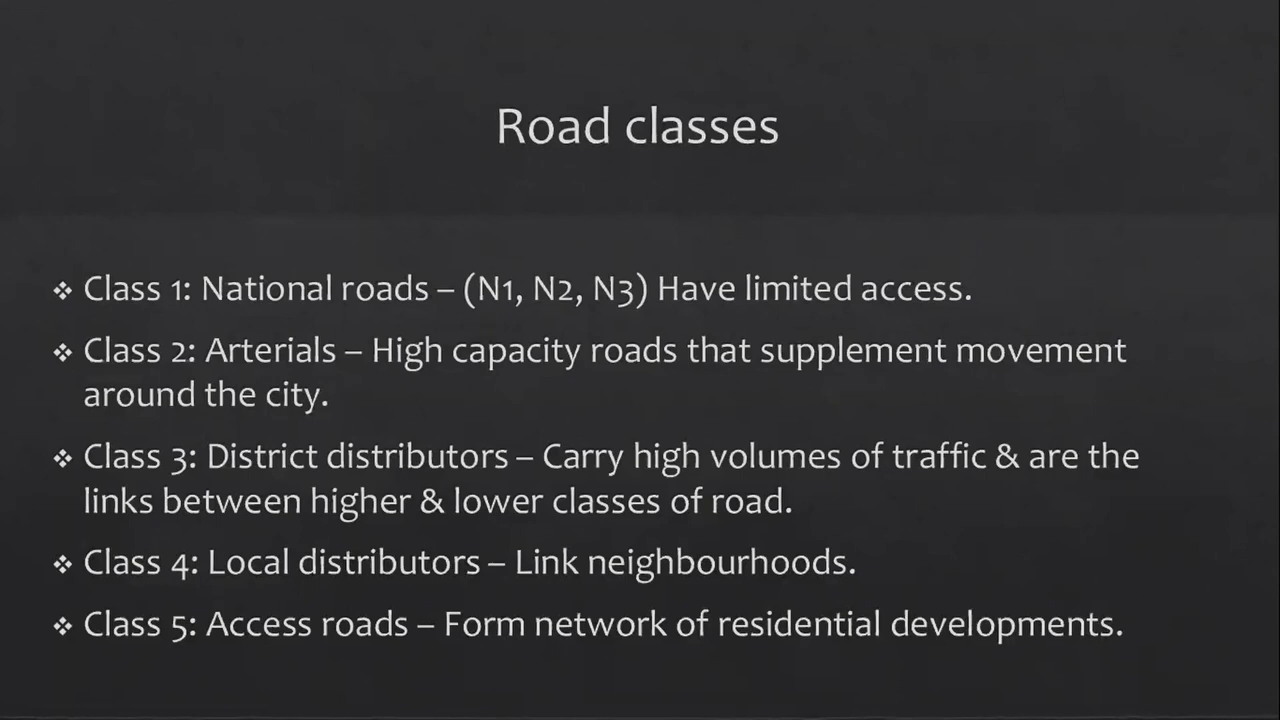 Road classes
❖ Class 1: National roads – (N1, N2, N3) Have limited access.
❖ Class 2: Arterials – High capacity roads that supplement movement
around the city.
❖ Class 3: District distributors – Carry high volumes of traffic & are the
links between higher & lower classes of road.
❖ Class 4: Local distributors – Link neighbourhoods.
❖ Class 5: Access roads – Form network of residential developments.